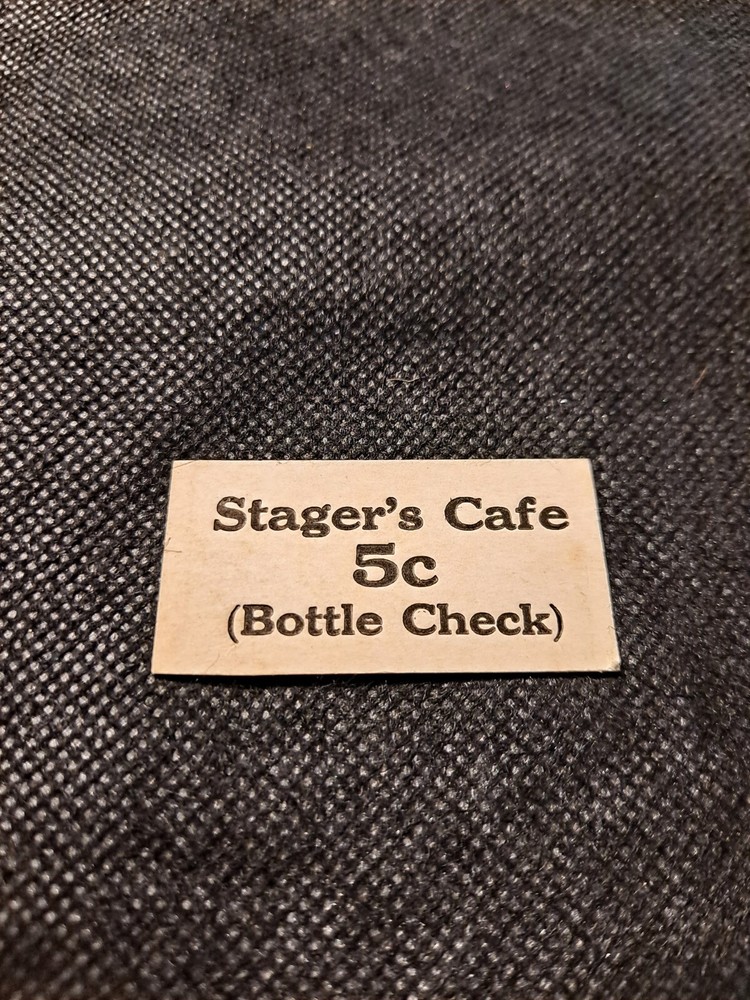 Stager's Cafe
5c
(Bottle Check)